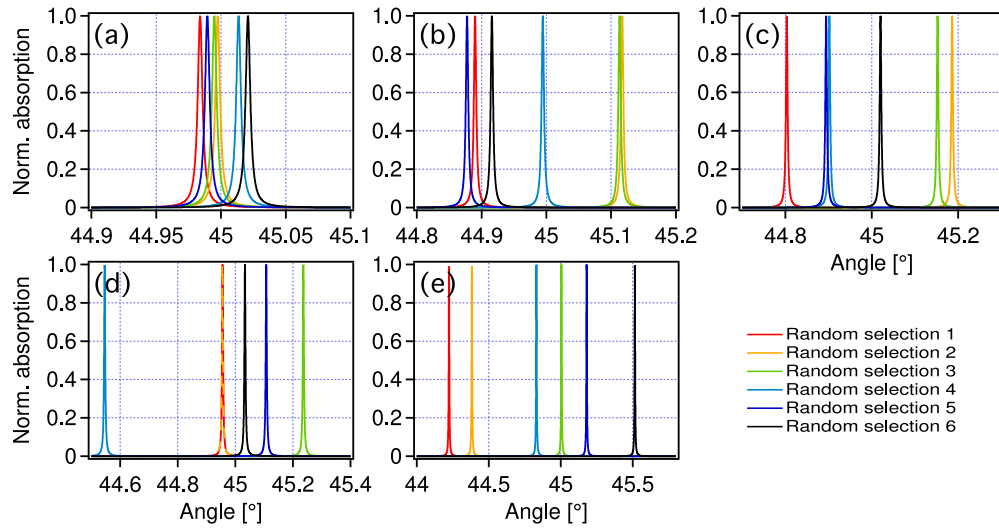 (a)
Norm. absorption
1.0
0.8
0.6
0.4
0.2
0
44.9 44.95 45 45.05 45.1
(b)
1.0
0.8
0.6
0.4
0.2
0
44.8 44.9 45 45.1 45.2
(c)
1.0
0.8
0.6
0.4
0.2
0
44.8 45 45.2
Angle [°]
(d)
Norm. absorption
1.0
0.8
0.6
0.4
0.2
0
44.6 44.8 45 45.2 45.4
Angle [°]
(e)
1.0
0.8
0.6
0.4
0.2
0
44 44.5 45 45.5
Angle [°]
Random selection 1
Random selection 2
Random selection 3
Random selection 4
Random selection 5
Random selection 6